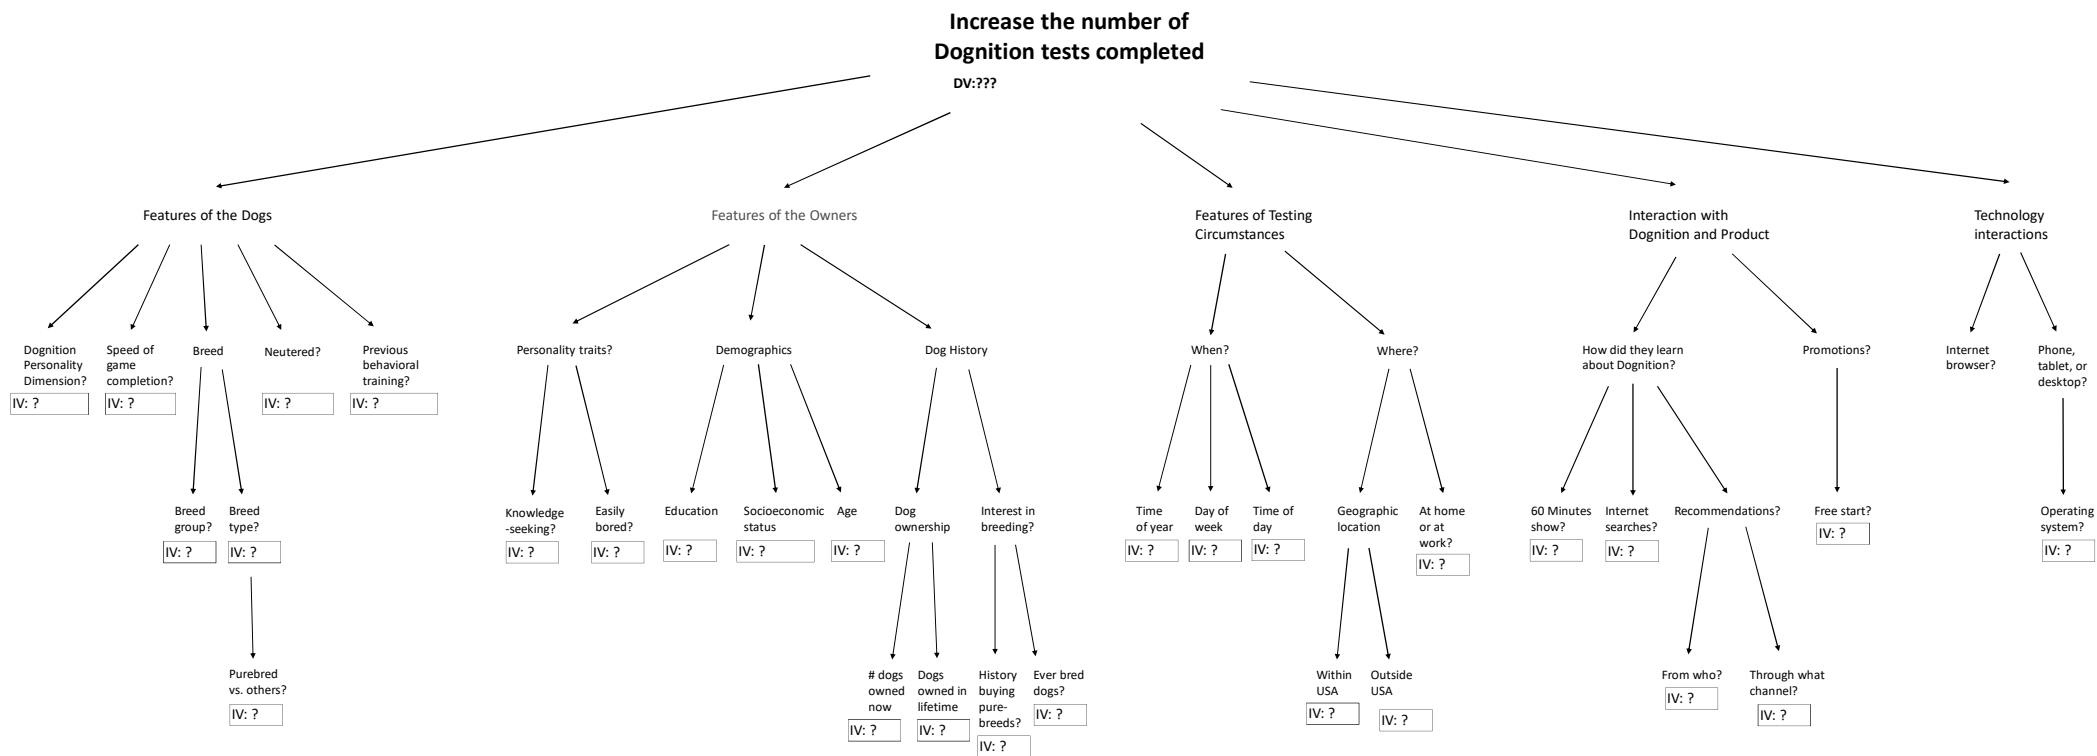 Increase the number of
Dognition tests completed
DV:???
Features of the Dogs
Features of the Owners
Features of Testing
Circumstances
Interaction with
Dognition and Product
Technology
interactions
Dognition
Personality
Dimension?
IV: ?
Speed of
game
completion?
IV: ?
Breed
Neutered?
IV: ?
Previous
behavioral
training?
IV: ?
Personality traits?
Demographics
Dog History
When?
Where?
How did they learn
about Dognition?
Promotions?
Internet
browser?
Phone,
tablet, or
desktop?
Breed
group?
IV: ?
Breed
type?
IV: ?
Knowledge
-seeking?
IV: ?
Easily
bored?
IV: ?
Education
IV: ?
Socioeconomic
status
IV: ?
Age
IV: ?
Dog
ownership
Interest in
breeding?
Time
of year
IV: ?
Day of
week
IV: ?
Time of
day
IV: ?
Geographic
location
At home
or at
work?
IV: ?
60 Minutes
show?
IV: ?
Internet
searches?
IV: ?
Recommendations?
Free start?
IV: ?
Operating
system?
IV: ?
Purebred
vs. others?
IV: ?
# dogs
owned
now
IV: ?
Dogs
owned in
lifetime
IV: ?
History
buying
pure-
breeds?
IV: ?
Ever bred
dogs?
IV: ?
Within
USA
IV: ?
Outside
USA
IV: ?
From who?
IV: ?
Through what
channel?
IV: ?